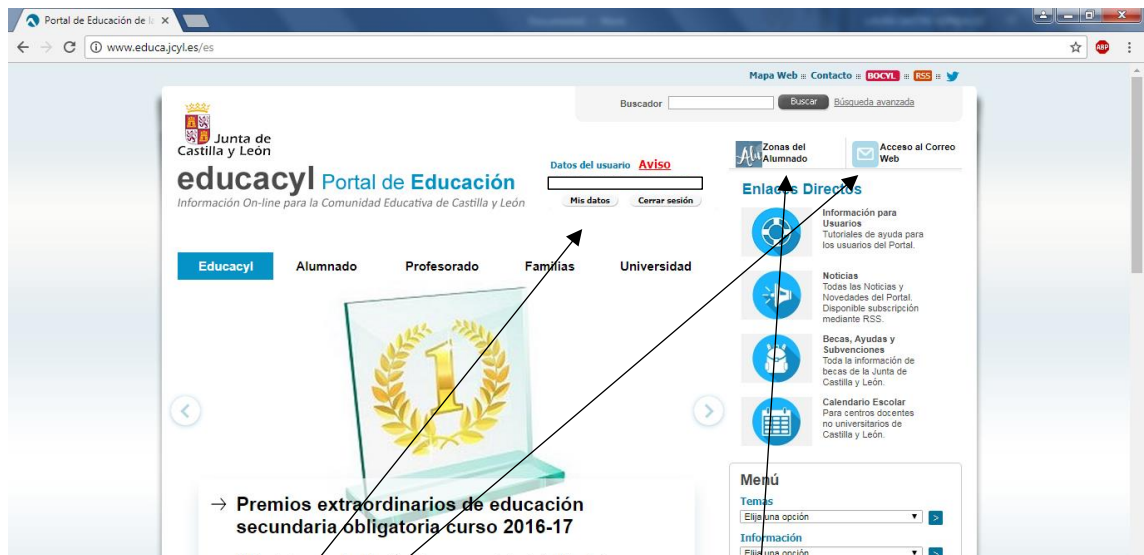 Portal de Educación de l
www.educa.jcyl.es/es
ABP
Mapa Web :: Contacto :: BOCYL :: RSS ::
Buscador Buscar Búsqueda avanzada
Junta de
Castilla y León
educacyl Portal de Educación
Información On-line para la Comunidad Educativa de Castilla y León
Datos del usuario Aviso
Mis datos Cerrar sesión
Alu Zonas del
Alumnado
Acceso al Correo
Web
Enlaces Directos
Información para
Usuarios
Tutoriales de ayuda para
los usuarios del Portal.
Educacyl Alumnado Profesorado Familias Universidad
Noticias
Todas las Noticias y
Novedades del Portal.
Disponible subscripción
mediante RSS.
Becas, Ayudas y
Subvenciones
Toda la información de
becas de la Junta de
Castilla y León.
Calendario Escolar
Para centros docentes
no universitarios de
Castilla y León.
1
→ Premios extraordinarios de educación
secundaria obligatoria curso 2016-17
Menú
Temas
Elija una opción >
Información
Elija una opción